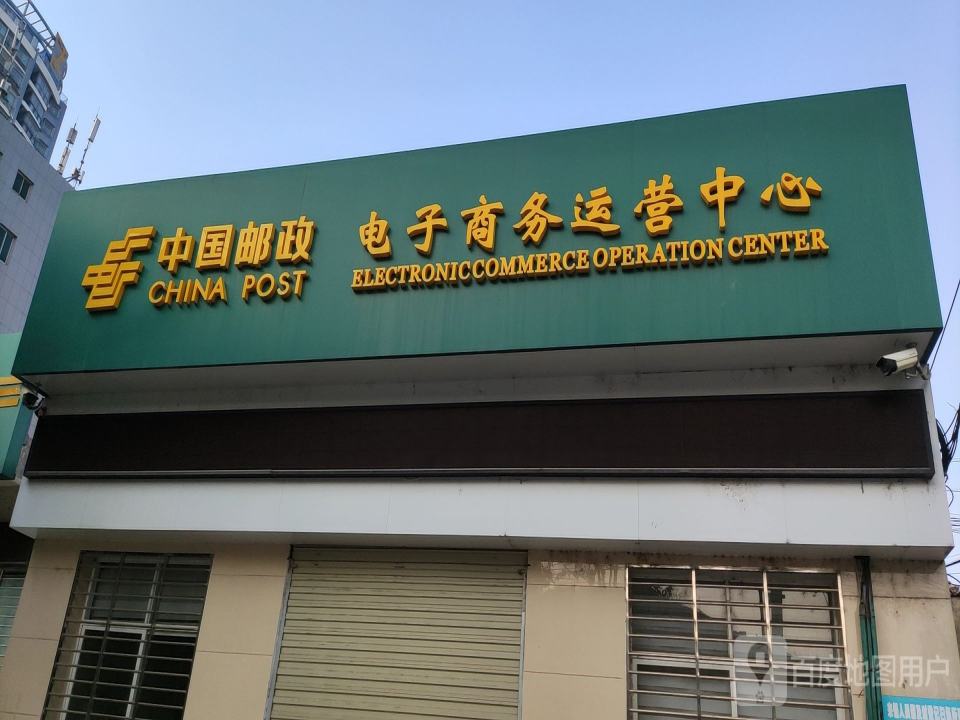 中国邮政
CHINA POST
电子商务运营中心
ELECTRONIC COMMERCE OPERATION CENTER
百度地图用户